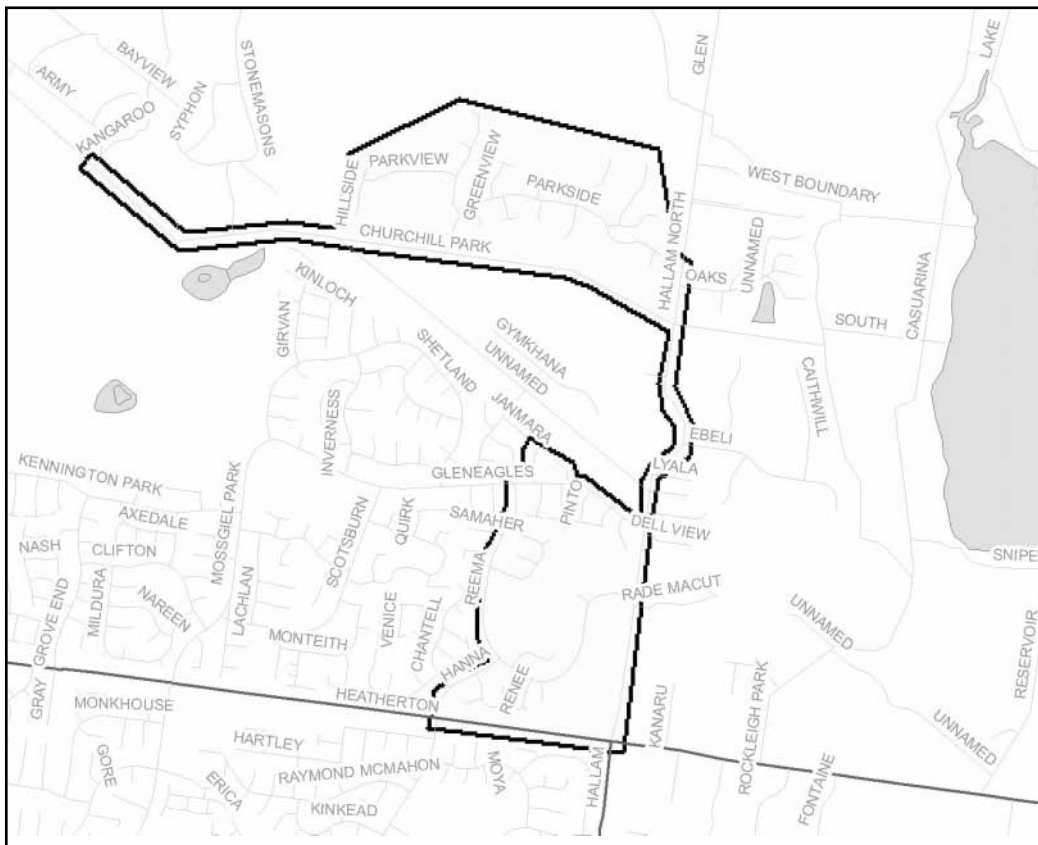 LAKE
GLEN
BAYVIEW
STONEMASONS
ARMY
SYPHON
KANGAROO
PARKVIEW
GREENVIEW
HILLSIDE
PARKSIDE
WEST BOUNDARY
CHURCHILL PARK
HALLAM NORTH
UNNAMED
OAKS
CASUARINA
KINLOCH
GIRVAN
SOUTH
SHETLAND
GYMKHANA
UNNAMED
JANMARA
CAITHWILL
EBELI
INVERNESS
LYALA
GLENEAGLES
KENNINGTON PARK
PINTO
AXEDALE
MOSSGIEL PARK
SCOTSBURN
QUIRK
SAMAHER
DELL VIEW
NASH
CLIFTON
SNIPE
REEMA
RADE MACUT
GROVE END
MILDURA
NAREEN
LACHLAN
VENICE
CHANTELL
UNNAMED
MONTEITH
HANNA
RENEE
RESERVOIR
GRAY
HEATHERTON
KANARU
ROCKLEIGH PARK
MONKHOUSE
UNNAMED
HARTLEY
GORE
ERICA
RAYMOND MCMAHON
MOYA
HALLAM
FONTAINE
KINKEAD